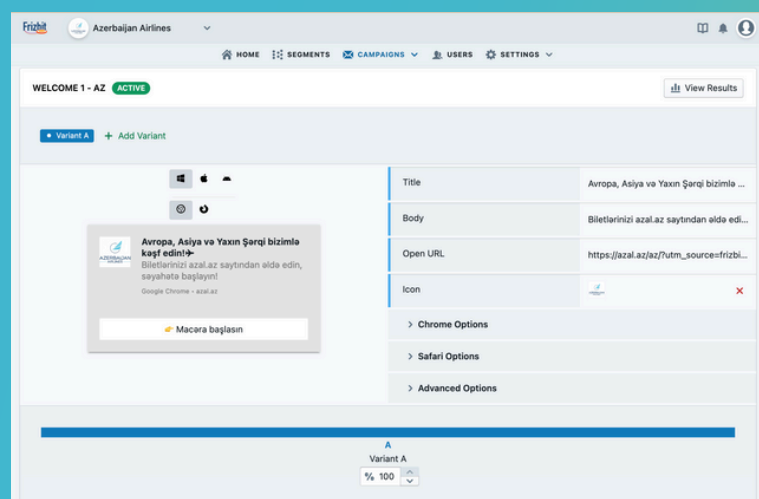 Frizbit
Azerbaijan Airlines
HOME
SEGMENTS
CAMPAIGNS
USERS
SETTINGS
WELCOME 1 - AZ
ACTIVE
View Results
Variant A
+ Add Variant
AZERBAIJAN
AIRLINES
Avropa, Asiya və Yaxın Şərqi bizimlə
kəşf edin!✈
Biletlərinizi azal.az saytından əldə edin,
səyahətə başlayın!
Google Chrome - azal.az
👉 Macəra başlasın
Title
Avropa, Asiya və Yaxın Şərqi bizimlə ...
Body
Biletlərinizi azal.az saytından əldə edi...
Open URL
https://azal.az/az/?utm_source=frizbi...
Icon
Chrome Options
Safari Options
Advanced Options
A
Variant A
% 100